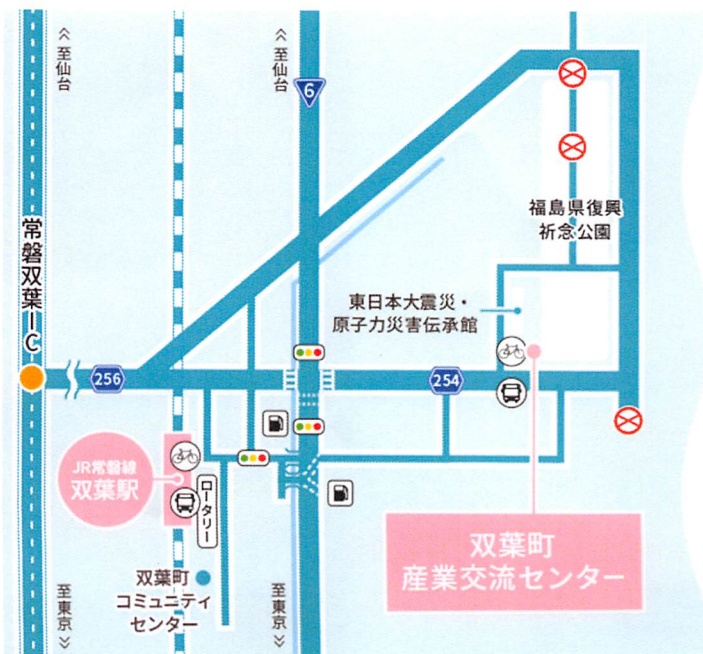 ≪至仙台
≪至仙台
6
福島県復興
祈念公園
常磐双葉IC
東日本大震災・
原子力災害伝承館
256
254
JR常磐線
双葉駅
ロータリー
双葉町
産業交流センター
双葉町
コミュニティ
センター
至東京≫
至東京≫